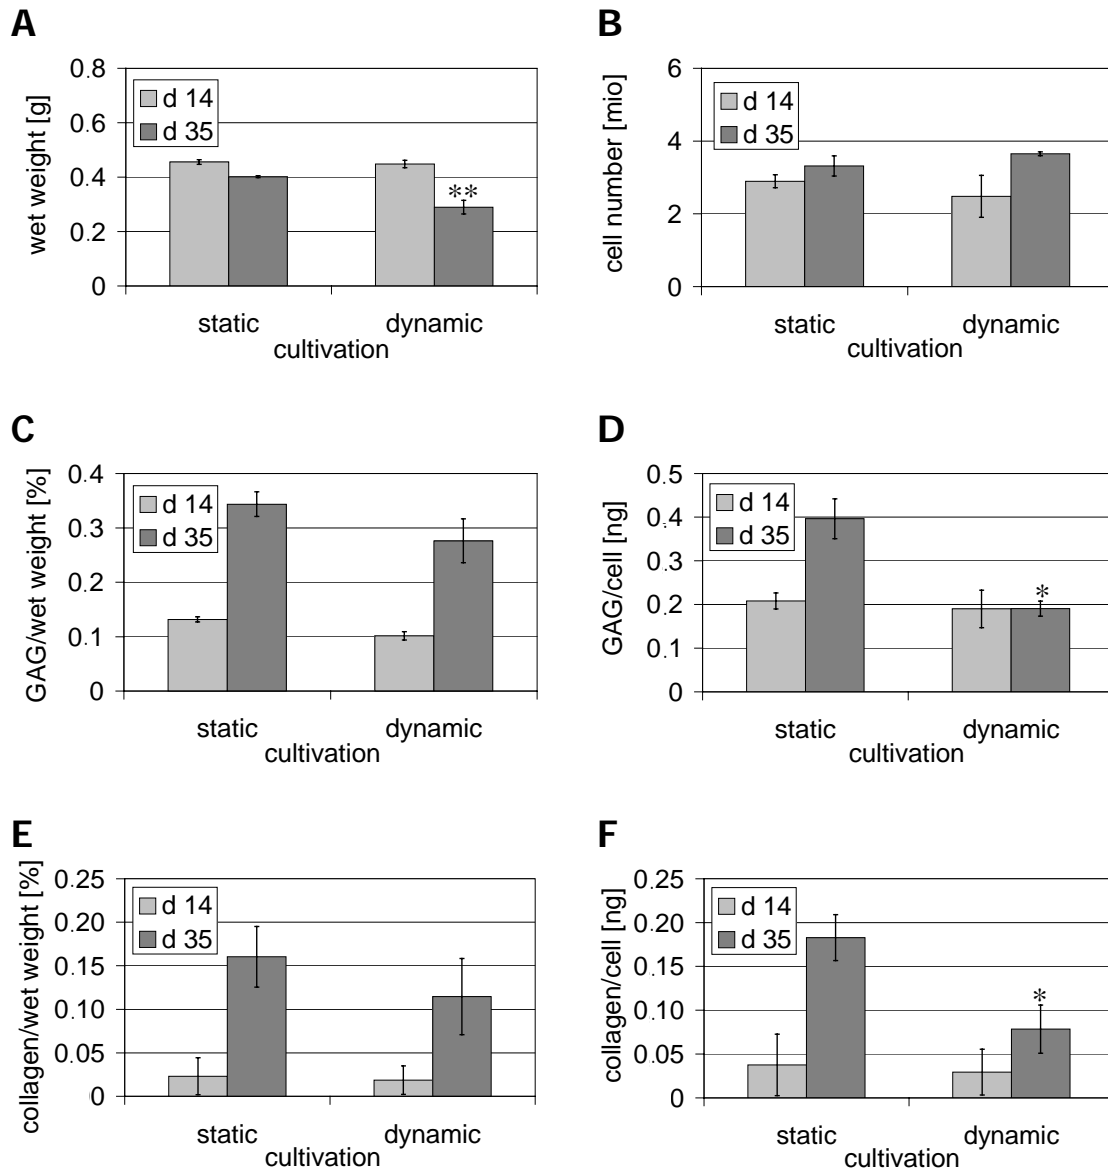 A
wet weight [g]
0.8
0.6
0.4
0.2
0
d 14
d 35
**
static
dynamic
cultivation
B
cell number [mio]
6
4
2
0
d 14
d 35
static
dynamic
cultivation
C
GAG/wet weight [%]
0.4
0.3
0.2
0.1
0
d 14
d 35
static
dynamic
cultivation
D
GAG/cell [ng]
0.5
0.4
0.3
0.2
0.1
0
d 14
d 35
*
static
dynamic
cultivation
E
collagen/wet weight [%]
0.25
0.20
0.15
0.10
0.05
0
d 14
d 35
static
dynamic
cultivation
F
collagen/cell [ng]
0.25
0.20
0.15
0.10
0.05
0
d 14
d 35
*
static
dynamic
cultivation